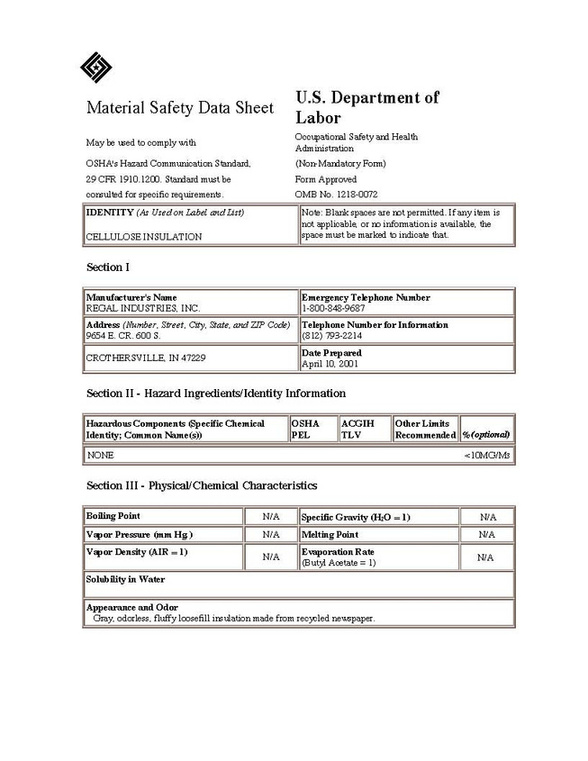 Material Safety Data Sheet
U.S. Department of
Labor
May be used to comply with
Occupational Safety and Health
Administration
OSHA's Hazard Communication Standard,
(Non-Mandatory Form)
29 CFR 1910.1200. Standard must be
Form Approved
consulted for specific requirements.
OMB No. 1218-0072
IDENTITY (As Used on Label and List)
CELLULOSE INSULATION
Note: Blank spaces are not permitted. If any item is
not applicable, or no information is available, the
space must be marked to indicate that.
Section I
Manufacturer's Name
REGAL INDUSTRIES, INC.
Emergency Telephone Number
1-800-848-9687
Address (Number, Street, City, State, and ZIP Code)
9654 E. CR. 600 S.
Telephone Number for Information
(812) 793-2214
CROTHERSVILLE, IN 47229
Date Prepared
April 10, 2001
Section II - Hazard Ingredients/Identity Information
Hazardous Components (Specific Chemical
Identity; Common Name(s))
OSHA
PEL
ACGIH
TLV
Other Limits
Recommended
% (optional)
NONE <10MG/M3
Section III - Physical/Chemical Characteristics
Boiling Point N/A Specific Gravity (H2O = 1) N/A
Vapor Pressure (mm Hg.) N/A Melting Point N/A
Vapor Density (AIR = 1) N/A Evaporation Rate
(Butyl Acetate = 1) N/A
Solubility in Water
Appearance and Odor
Gray, odorless, fluffy loosefill insulation made from recycled newspaper.